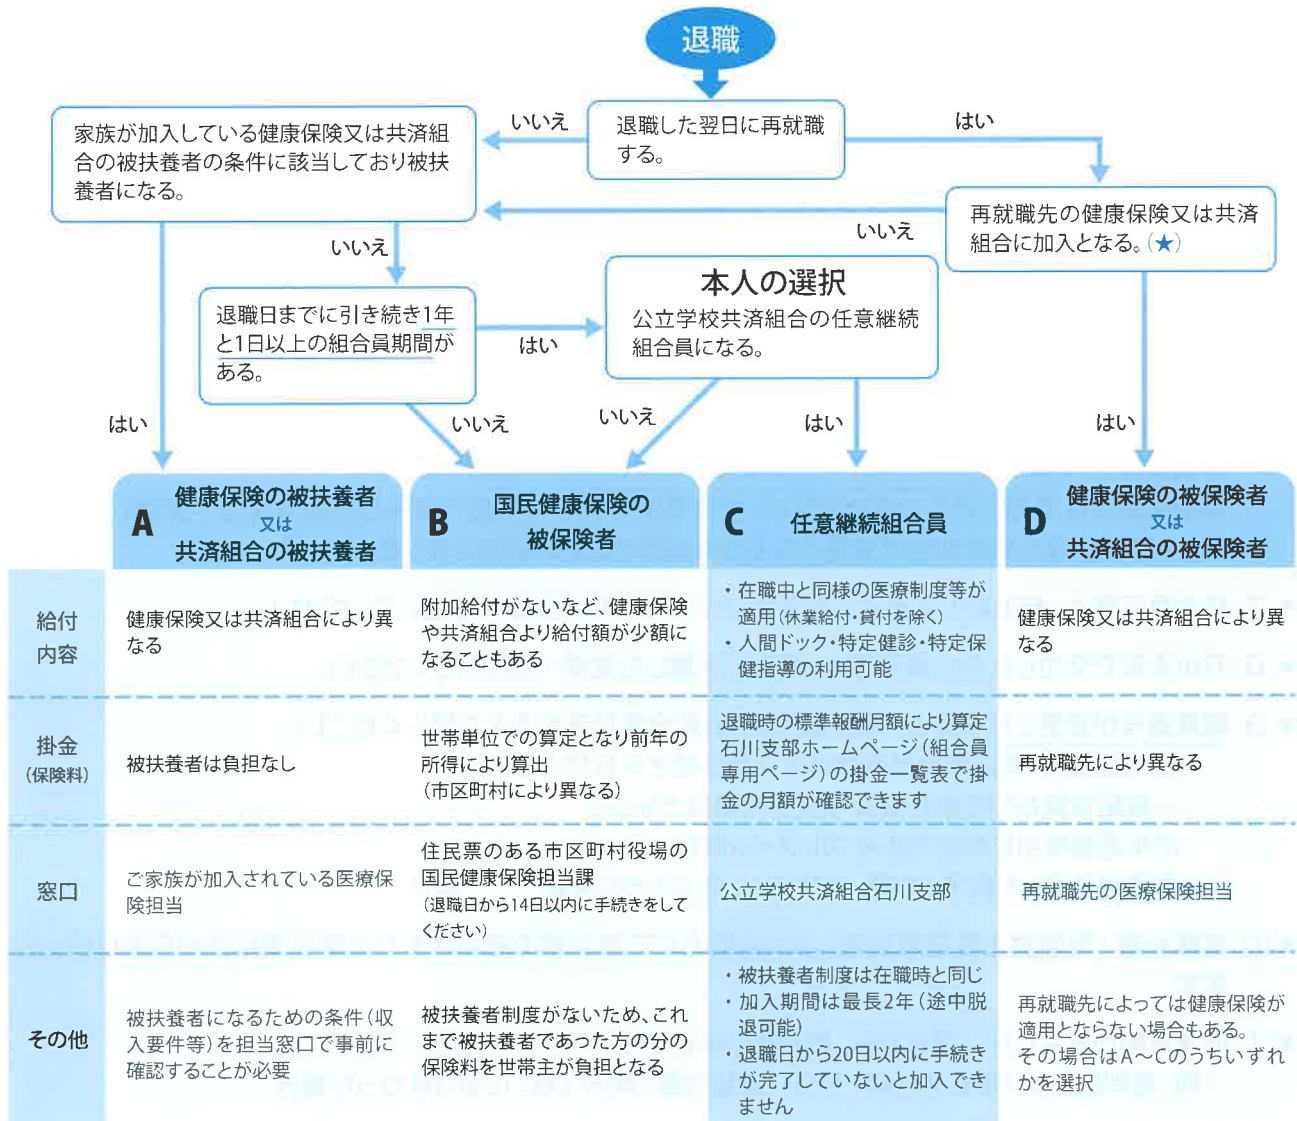 退職
退職した翌日に再就職
する。
いいえ
はい
家族が加入している健康保険又は共済組
合の被扶養者の条件に該当しており被扶
養者になる。
再就職先の健康保険又は共済
組合に加入となる。(★)
いいえ
いいえ
退職日までに引き続き1年
と1日以上の組合員期間が
ある。
はい
本人の選択
公立学校共済組合の任意継続
組合員になる。
はい
いいえ
いいえ
はい
はい
A
健康保険の被扶養者
又は
共済組合の被扶養者
B
国民健康保険の
被保険者
C
任意継続組合員
D
健康保険の被保険者
又は
共済組合の被保険者
給付
内容
健康保険又は共済組合により異
なる
附加給付がないなど、健康保険
や共済組合より給付額が少額に
なることもある
・在職中と同様の医療制度等が
適用(休業給付・貸付を除く)
・人間ドック・特定健診・特定保
健指導の利用可能
健康保険又は共済組合により異
なる
掛金
(保険料)
被扶養者は負担なし
世帯単位での算定となり前年の
所得により算出
(市区町村により異なる)
退職時の標準報酬月額により算定
石川支部ホームページ(組合員
専用ページ)の掛金一覧表で掛
金の月額が確認できます
再就職先により異なる
窓口
ご家族が加入されている医療保
険担当
住民票のある市区町村役場の
国民健康保険担当課
(退職日から14日以内に手続きをして
ください)
公立学校共済組合石川支部
再就職先の医療保険担当
その他
被扶養者になるための条件(収
入要件等)を担当窓口で事前に
確認することが必要
被扶養者制度がないため、これ
まで被扶養者であった方の分の
保険料を世帯主が負担となる
・被扶養者制度は在職時と同じ
・加入期間は最長2年(途中脱
退可能)
・退職日から20日以内に手続き
が完了していないと加入でき
ません
再就職先によっては健康保険が
適用とならない場合もある。
その場合はA～Cのうちいずれ
かを選択